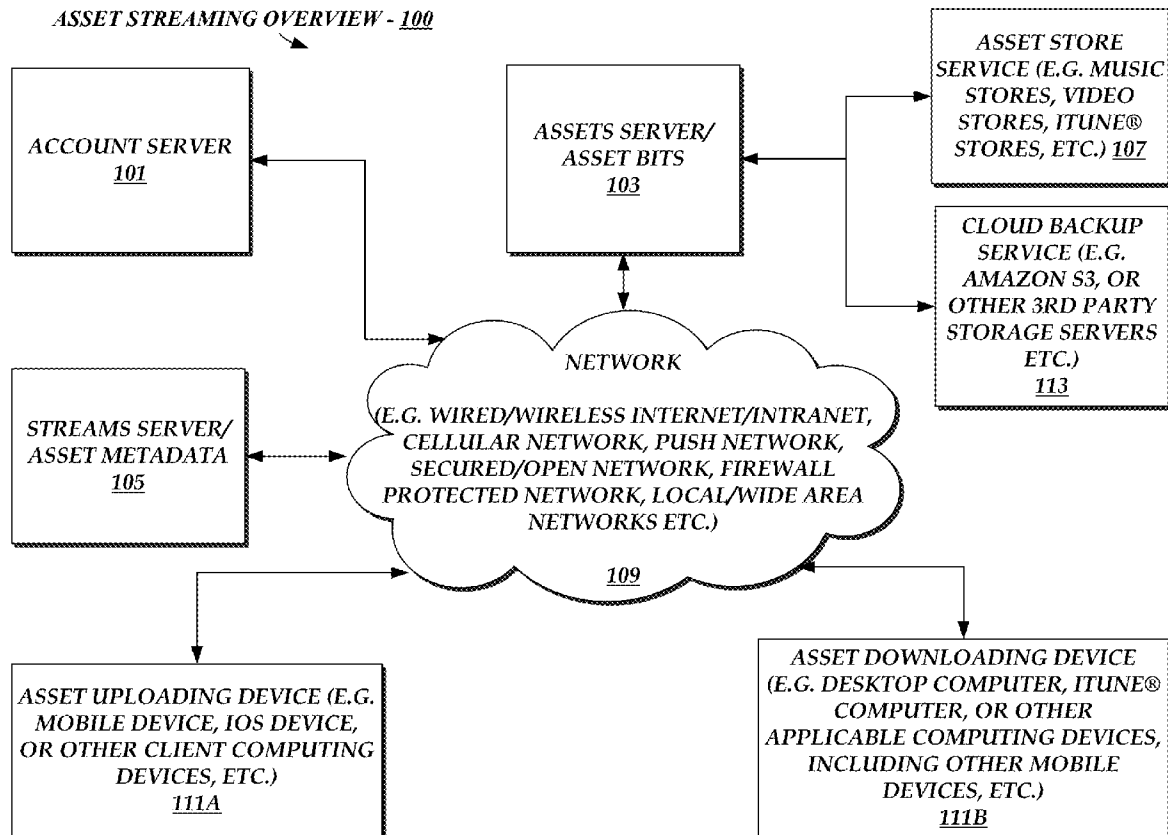 ASSET STREAMING OVERVIEW - 100
ACCOUNT SERVER
101
ASSETS SERVER/
ASSET BITS
103
ASSET STORE
SERVICE (E.G. MUSIC
STORES, VIDEO
STORES, ITUNE®
STORES, ETC.) 107
CLOUD BACKUP
SERVICE (E.G.
AMAZON S3, OR
OTHER 3RD PARTY
STORAGE SERVERS
ETC.)
113
STREAMS SERVER/
ASSET METADATA
105
NETWORK
(E.G. WIRED/WIRELESS INTERNET/INTRANET,
CELLULAR NETWORK, PUSH NETWORK,
SECURED/OPEN NETWORK, FIREWALL
PROTECTED NETWORK, LOCAL/WIDE AREA
NETWORKS ETC.)
109
ASSET UPLOADING DEVICE (E.G.
MOBILE DEVICE, IOS DEVICE,
OR OTHER CLIENT COMPUTING
DEVICES, ETC.)
111A
ASSET DOWNLOADING DEVICE
(E.G. DESKTOP COMPUTER, ITUNE®
COMPUTER, OR OTHER
APPLICABLE COMPUTING DEVICES,
INCLUDING OTHER MOBILE
DEVICES, ETC.)
111B